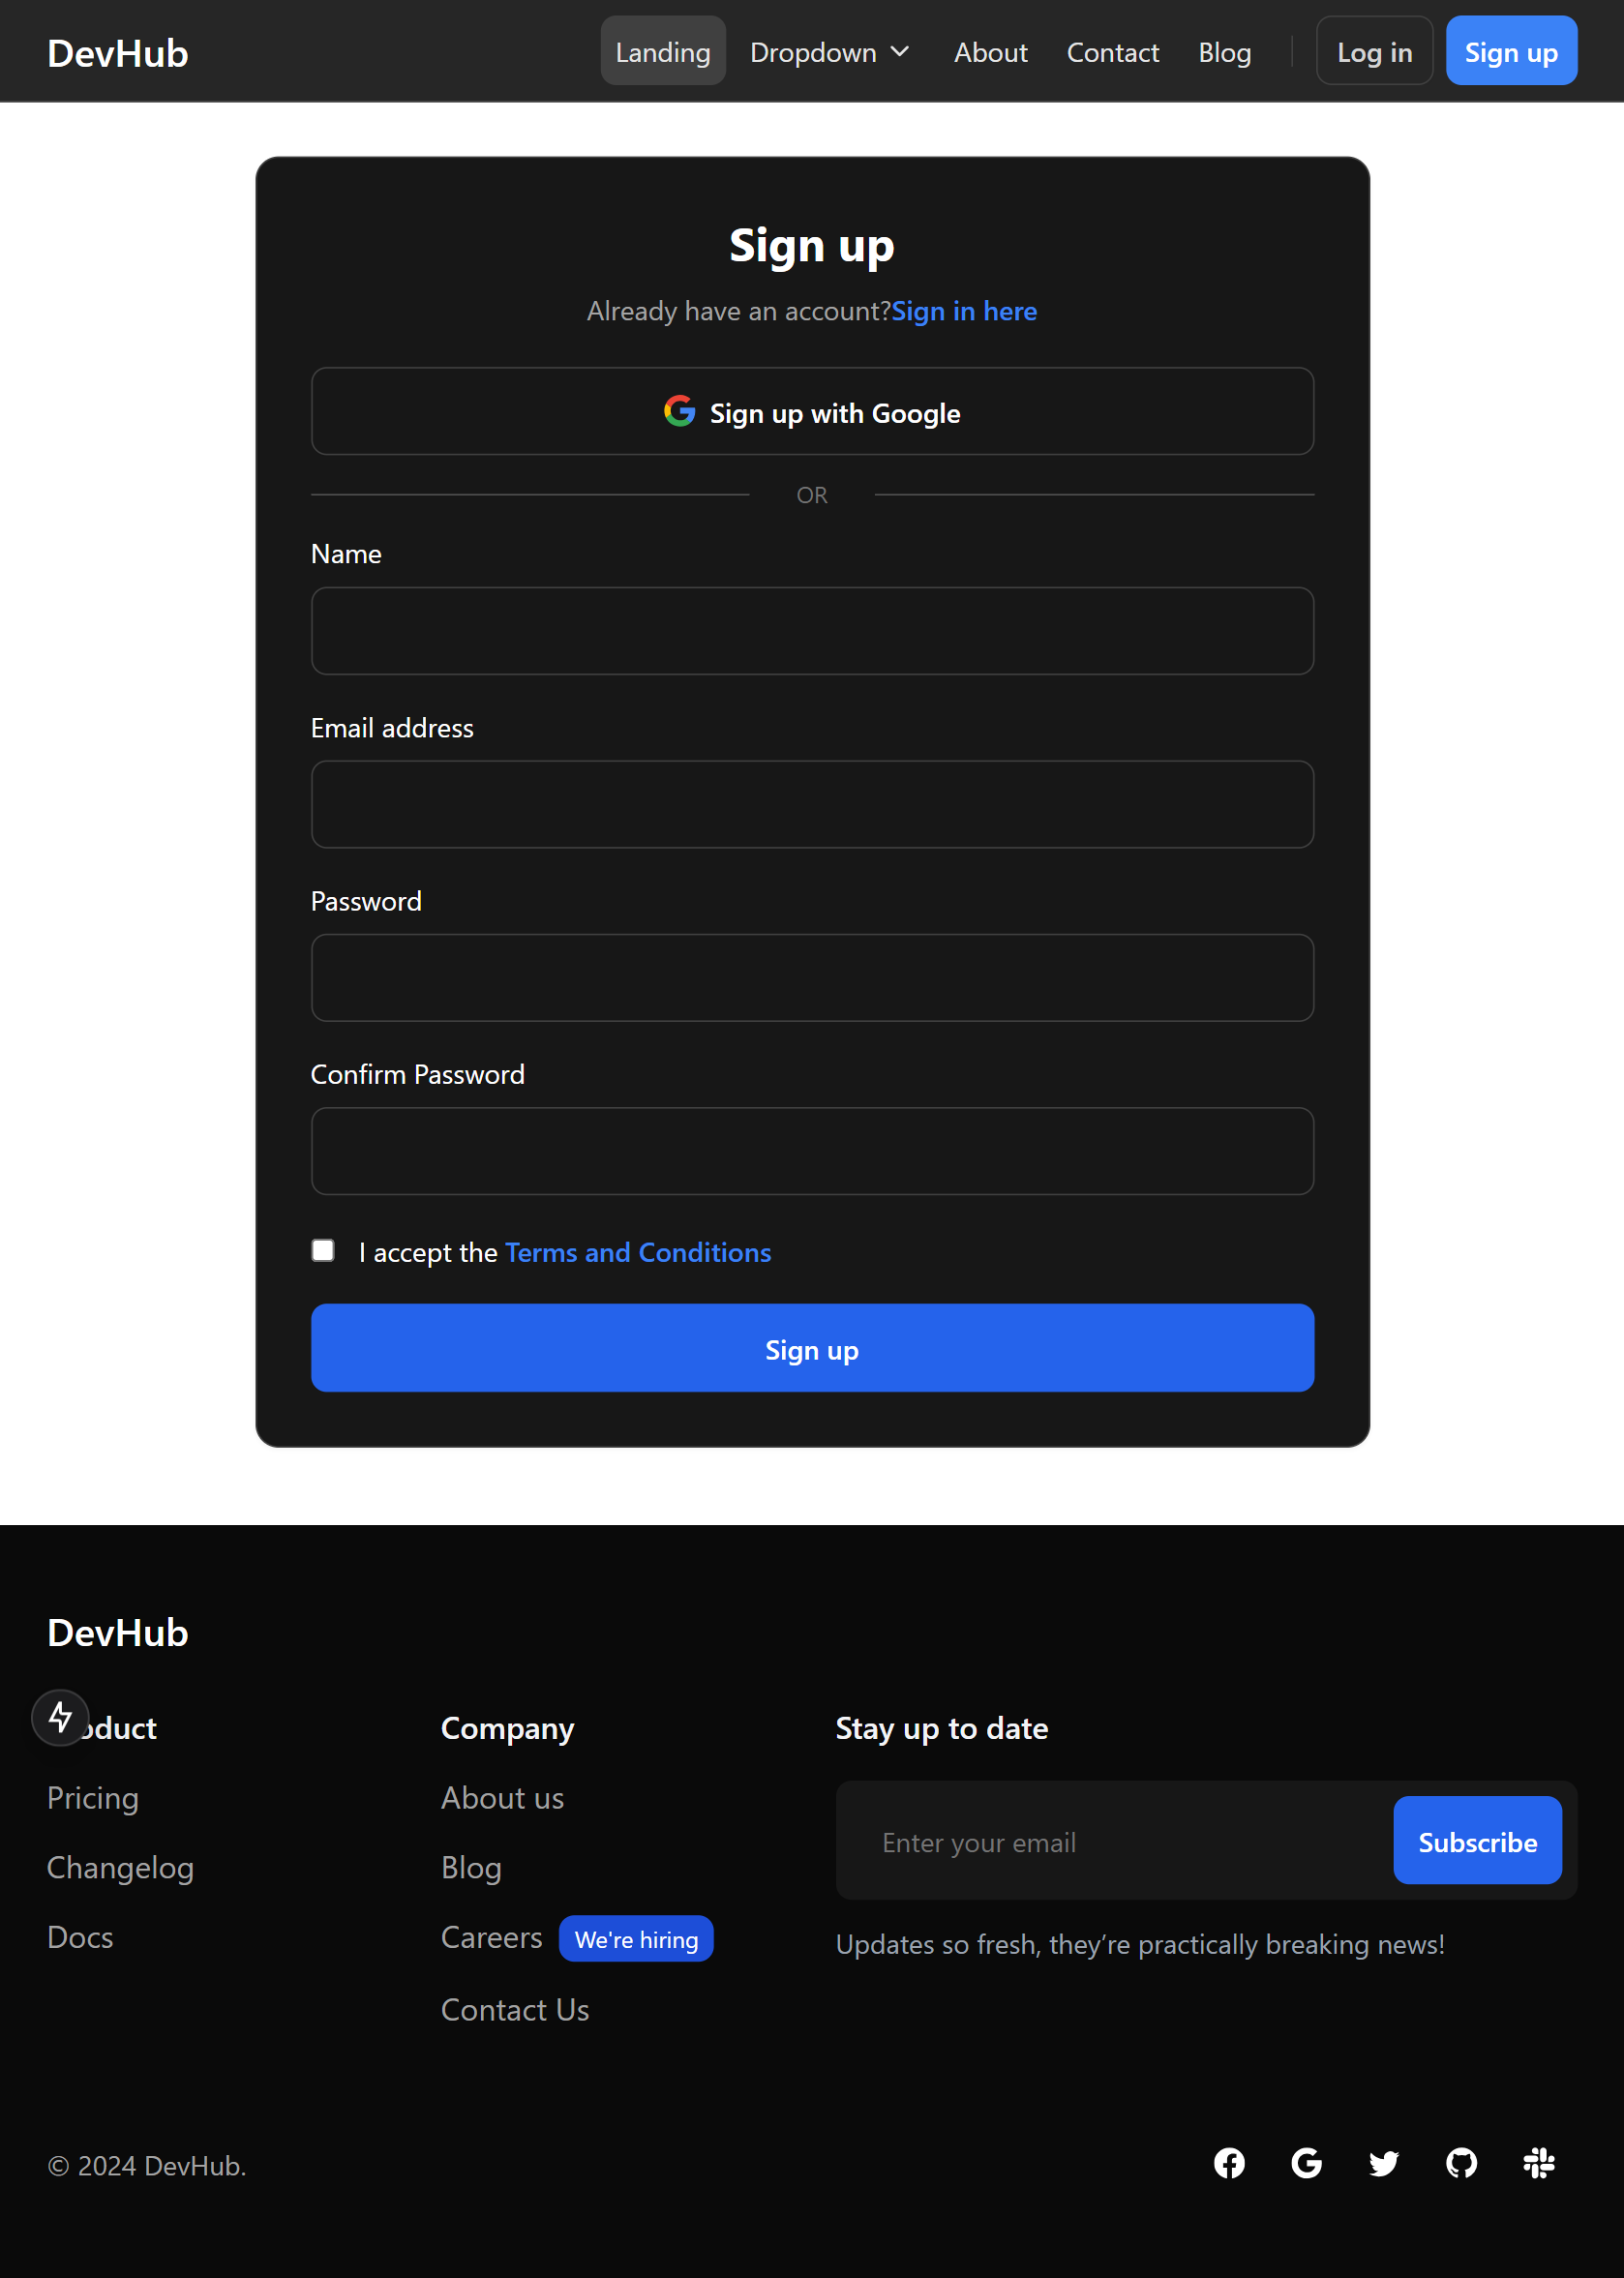 DevHub
Landing Dropdown About Contact Blog Log in Sign up
Sign up
Already have an account?Sign in here
Sign up with Google
OR
Name
Email address
Password
Confirm Password
I accept the Terms and Conditions
Sign up
DevHub
oduct
Pricing
Changelog
Docs
Company
About us
Blog
Careers We're hiring
Contact Us
Stay up to date
Enter your email Subscribe
Updates so fresh, they’re practically breaking news!
© 2024 DevHub.